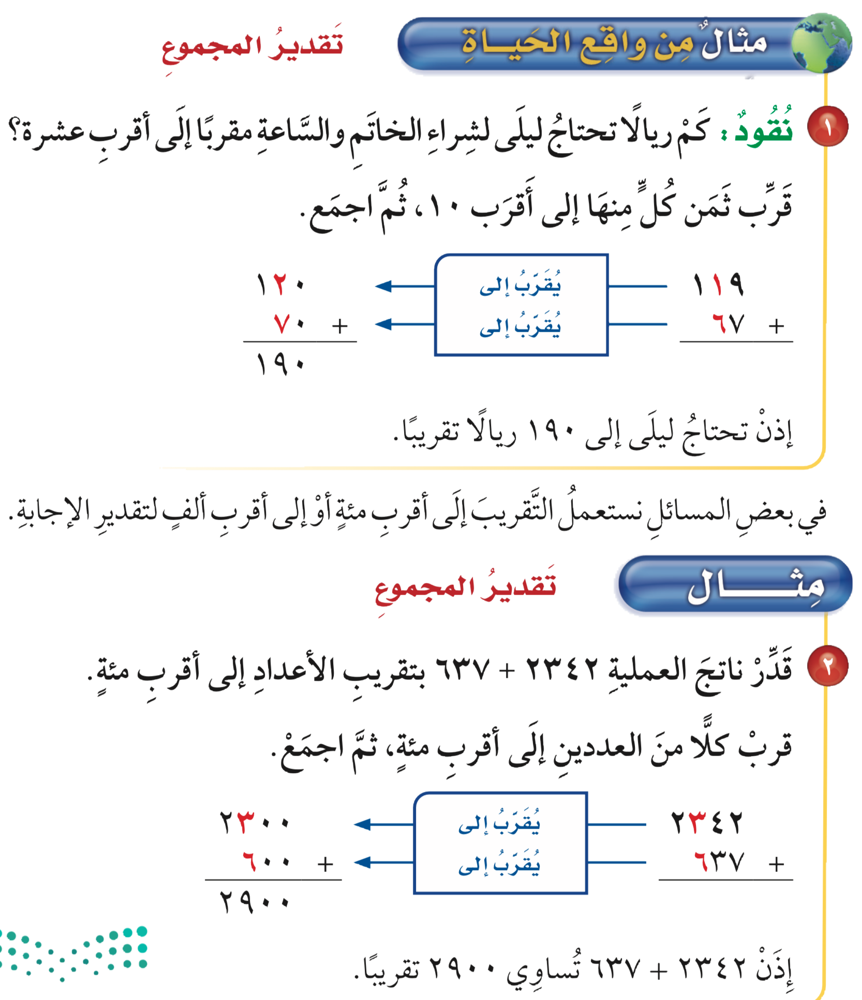 مثالٌ مِن واقِع الحَيـاةِ تَقديرُ المجموعِ
١ نُقُودٌ: كَمْ ريالًا تحتاجُ ليلَى لشِراءِ الخاتَمِ والسَّاعةِ مقربًا إلَى أقربِ عشرة؟
قَرِّب ثَمَن كُلٍّ مِنهَا إلى أَقرَب ١٠، ثُمَّ اجمَع.
١١٩ يُقَرّبُ إلى ١٢٠
+ ٦٧ يُقَرّبُ إلى + ٧٠
١٩٠
إذنْ تحتاجُ ليلَى إلى ١٩٠ ريالًا تقريبًا.
في بعضِ المسائلِ نستعملُ التَّقريبَ إلَى أقربِ مئةٍ أوْ إلى أقربِ ألفٍ لتقديرِ الإجابةِ.
مِثـــــال تَقديرُ المجموعِ
٢ قَدِّرْ ناتجَ العمليةِ ٢٣٤٢ + ٦٣٧ بتقريبِ الأعدادِ إلى أقربِ مئةٍ.
قربْ كلًّا منَ العددينِ إلَى أقربِ مئةٍ، ثمَّ اجمَعْ.
٢٣٤٢ يُقَرّبُ إلى ٢٣٠٠
+ ٦٣٧ يُقَرّبُ إلى + ٦٠٠
٢٩٠٠
إِذَنْ ٢٣٤٢ + ٦٣٧ تُساوِي ٢٩٠٠ تقريبًا.